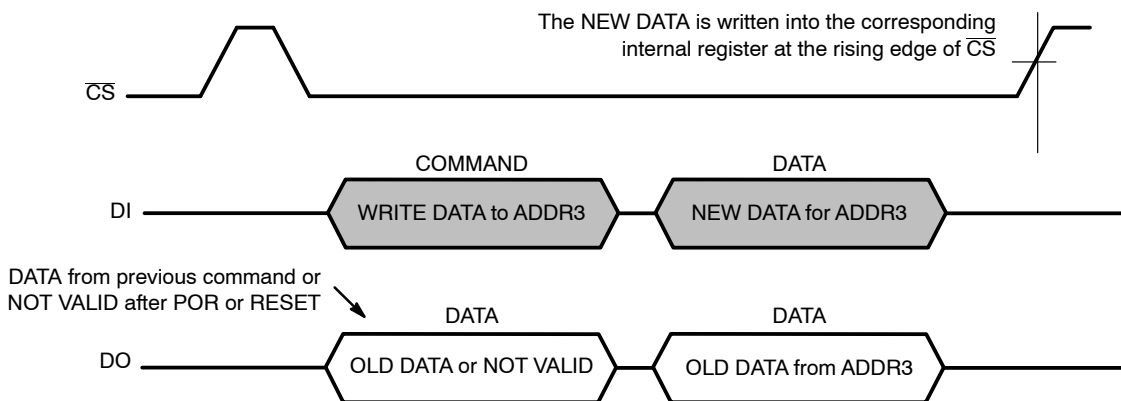 The NEW DATA is written into the corresponding
internal register at the rising edge of C̅S̅
C̅S̅
COMMAND
DATA
DI
WRITE DATA to ADDR3
NEW DATA for ADDR3
DATA from previous command or
NOT VALID after POR or RESET
DATA
DATA
DO
OLD DATA or NOT VALID
OLD DATA from ADDR3